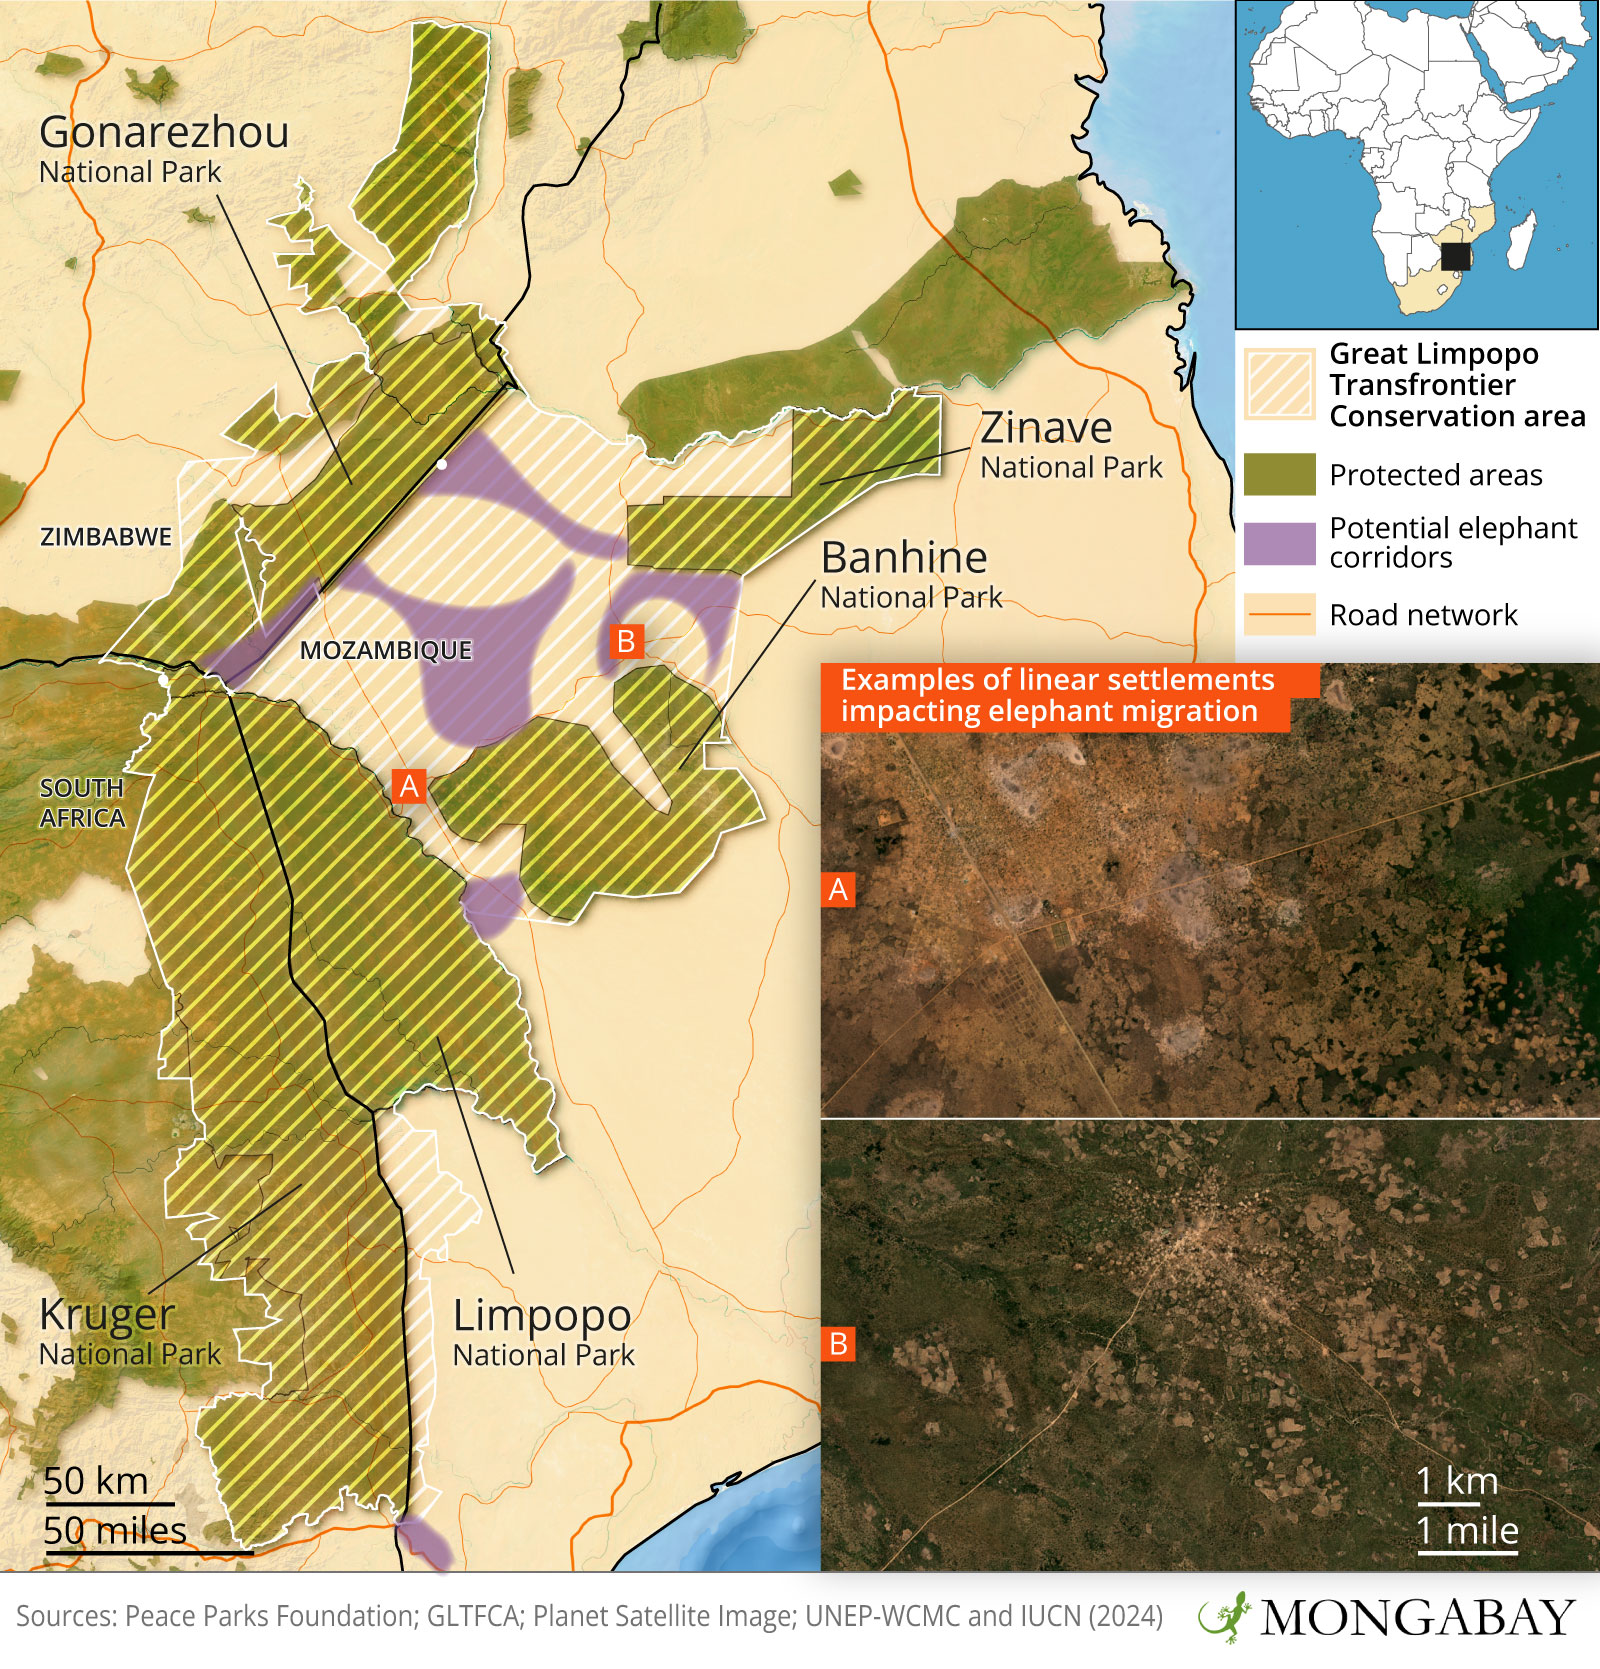 Gonarezhou
National Park
ZIMBABWE
MOZAMBIQUE
SOUTH
AFRICA
Zinave
National Park
Banhine
National Park
B
A
Kruger
National Park
Limpopo
National Park
50 km
50 miles
Great Limpopo
Transfrontier
Conservation area
Protected areas
Potential elephant
corridors
Road network
Examples of linear settlements
impacting elephant migration
A
B
1 km
1 mile
Sources: Peace Parks Foundation; GLTFCA; Planet Satellite Image; UNEP-WCMC and IUCN (2024)
MONGABAY